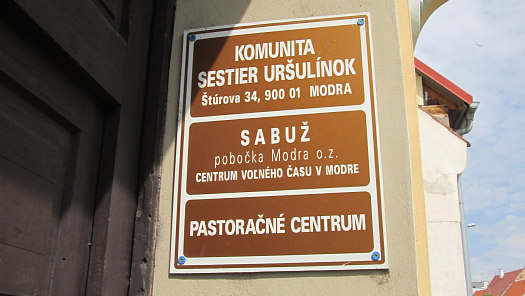 KOMUNITA
SESTIER URŠULÍNOK
Štúrova 34, 900 01 MODRA
SABUŽ
pobočka Modra o.z.
CENTRUM VOĽNÉHO ČASU V MODRE
PASTORAČNÉ CENTRUM